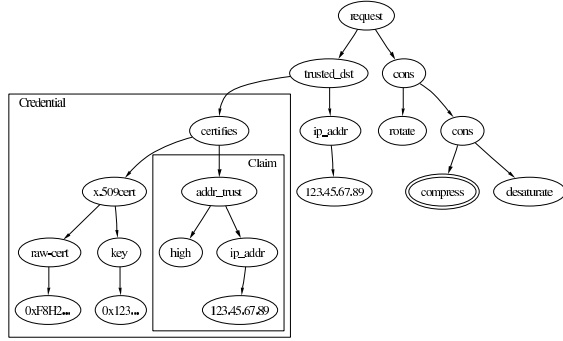 request
trusted_dst
cons
Credential
certifies
ip_addr
rotate
cons
Claim
x.509cert
addr_trust
123.45.67.89
compress
desaturate
raw-cert
key
high
ip_addr
0xF8H2...
0x123...
123.45.67.89